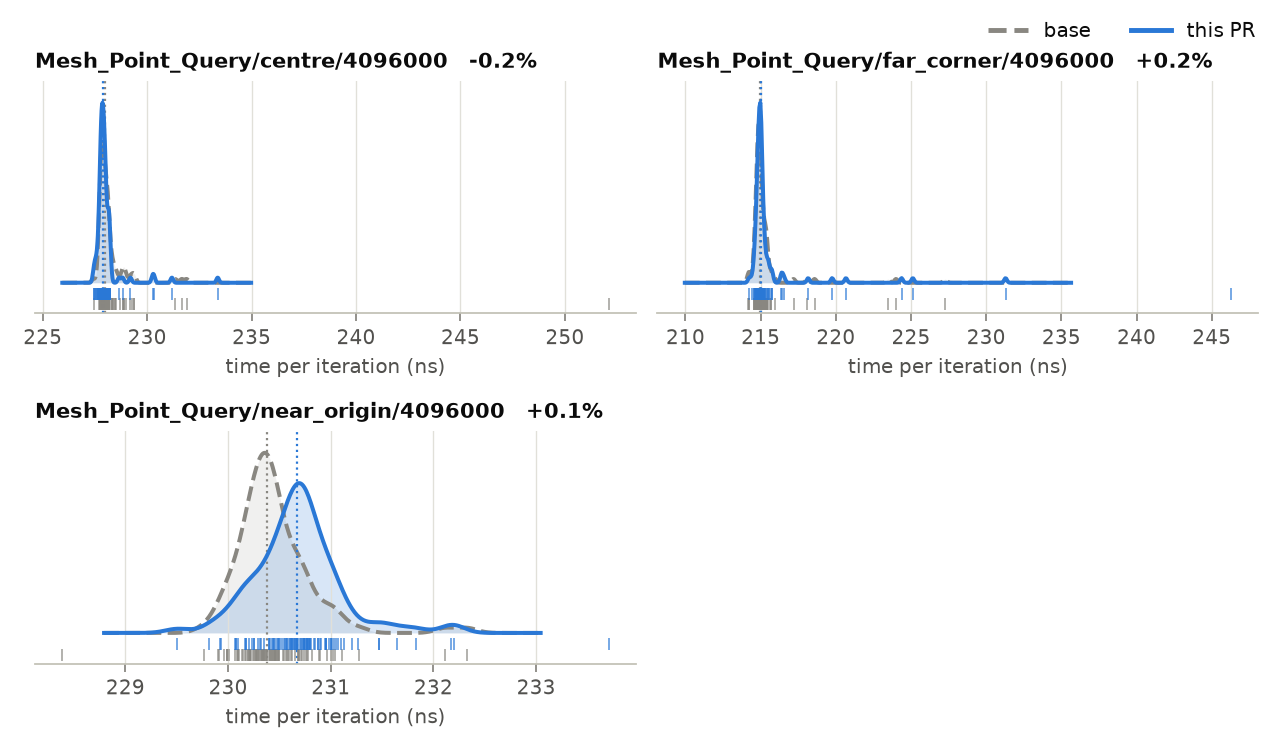 base this PR
Mesh_Point_Query/centre/4096000 -0.2%
225 230 235 240 245 250
time per iteration (ns)
Mesh_Point_Query/far_corner/4096000 +0.2%
210 215 220 225 230 235 240 245
time per iteration (ns)
Mesh_Point_Query/near_origin/4096000 +0.1%
229 230 231 232 233
time per iteration (ns)